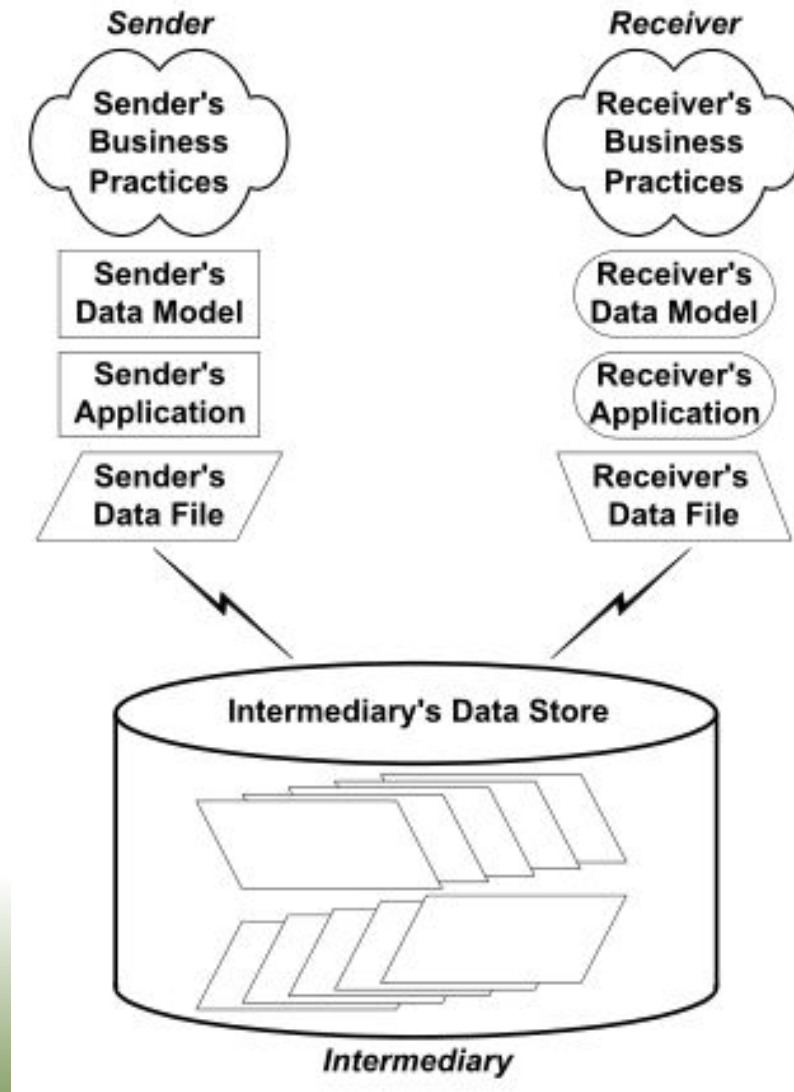 Sender
Sender's
Business
Practices
Sender's
Data Model
Sender's
Application
Sender's
Data File
Receiver
Receiver's
Business
Practices
Receiver's
Data Model
Receiver's
Application
Receiver's
Data File
Intermediary's Data Store
Intermediary